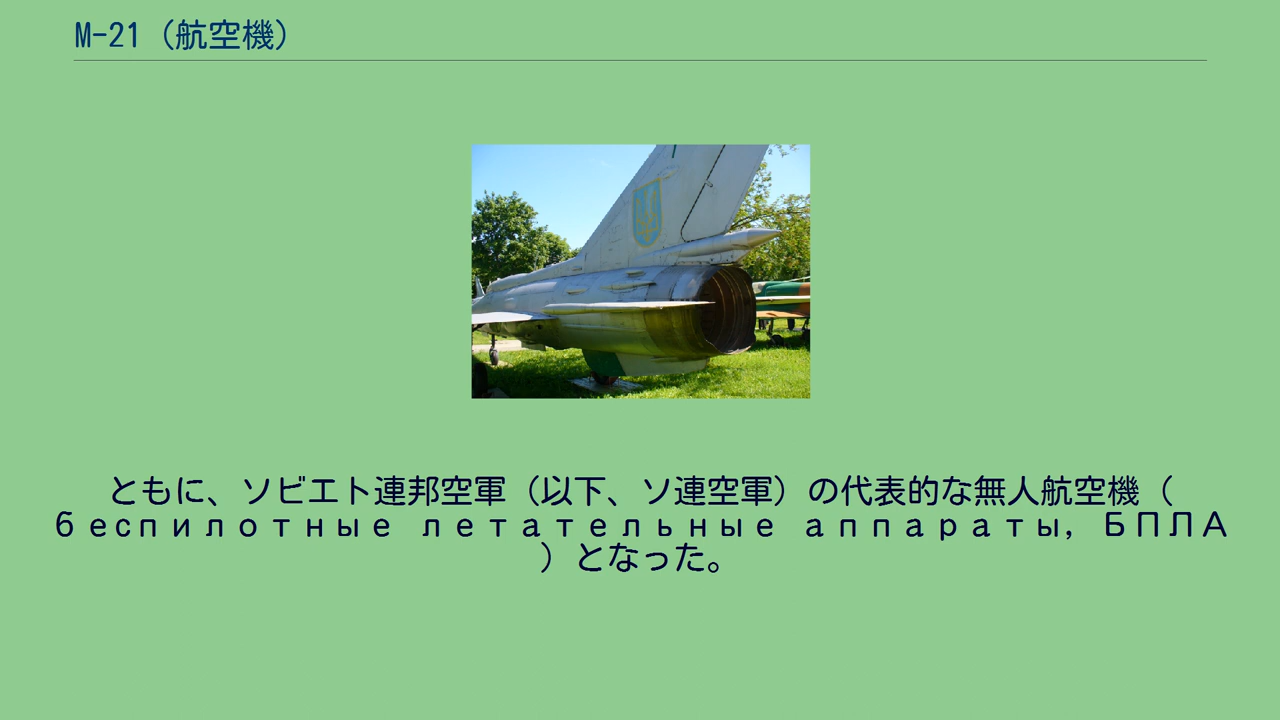 M-21（航空機）
ともに、ソビエト連邦空軍（以下、ソ連空軍）の代表的な無人航空機（
беспилотные летательные аппараты, БПЛА
）となった。